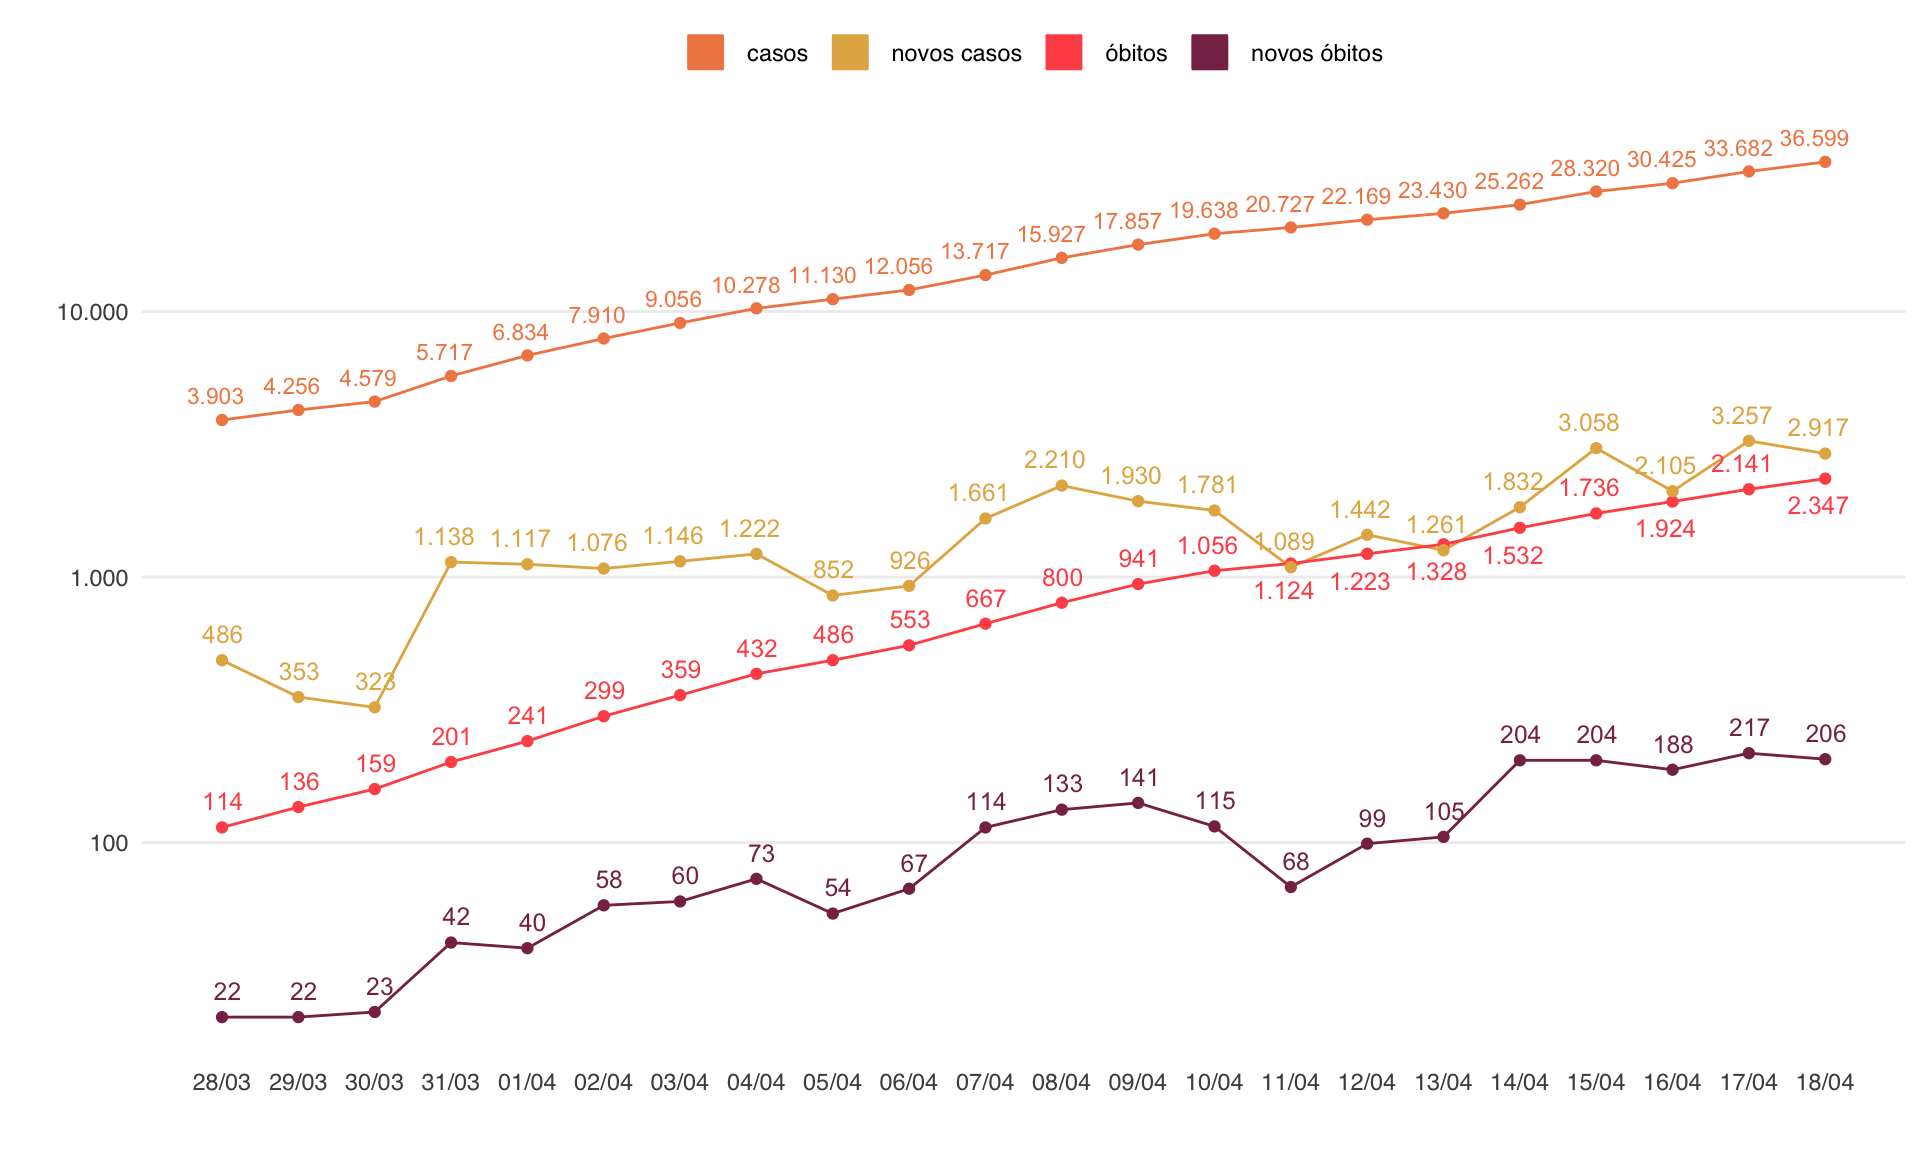 casos novos casos óbitos novos óbitos
3.903 4.256 4.579 5.717 6.834 7.910 9.056 10.278 11.130 12.056 13.717 15.927 17.857 19.638 20.727 22.169 23.430 25.262 28.320 30.425 33.682 36.599
10.000
486 353 323 1.138 1.117 1.076 1.146 1.222 852 926 1.661 2.210 1.930 1.781 1.089 1.442 1.261 1.832 3.058 2.105 3.257 2.917
1.000
114 136 159 201 241 299 359 432 486 553 667 800 941 1.056 1.124 1.223 1.328 1.532 1.736 1.924 2.141 2.347
100
22 22 23 42 40 58 60 73 54 67 114 133 141 115 68 99 105 204 204 188 217 206
28/03 29/03 30/03 31/03 01/04 02/04 03/04 04/04 05/04 06/04 07/04 08/04 09/04 10/04 11/04 12/04 13/04 14/04 15/04 16/04 17/04 18/04